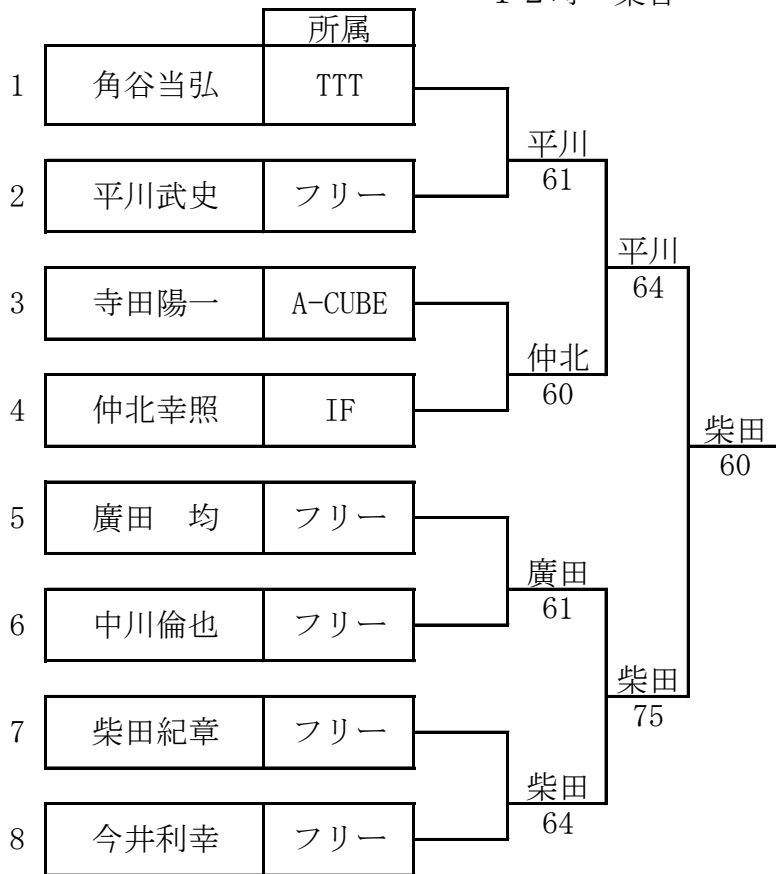 所属
1 角谷当弘 TTT
平川
61
2 平川武史 フリー
平川
64
3 寺田陽一 A-CUBE
仲北
60
4 仲北幸照 IF
柴田
60
5 廣田 均 フリー
廣田
61
6 中川倫也 フリー
柴田
75
7 柴田紀章 フリー
柴田
64
8 今井利幸 フリー